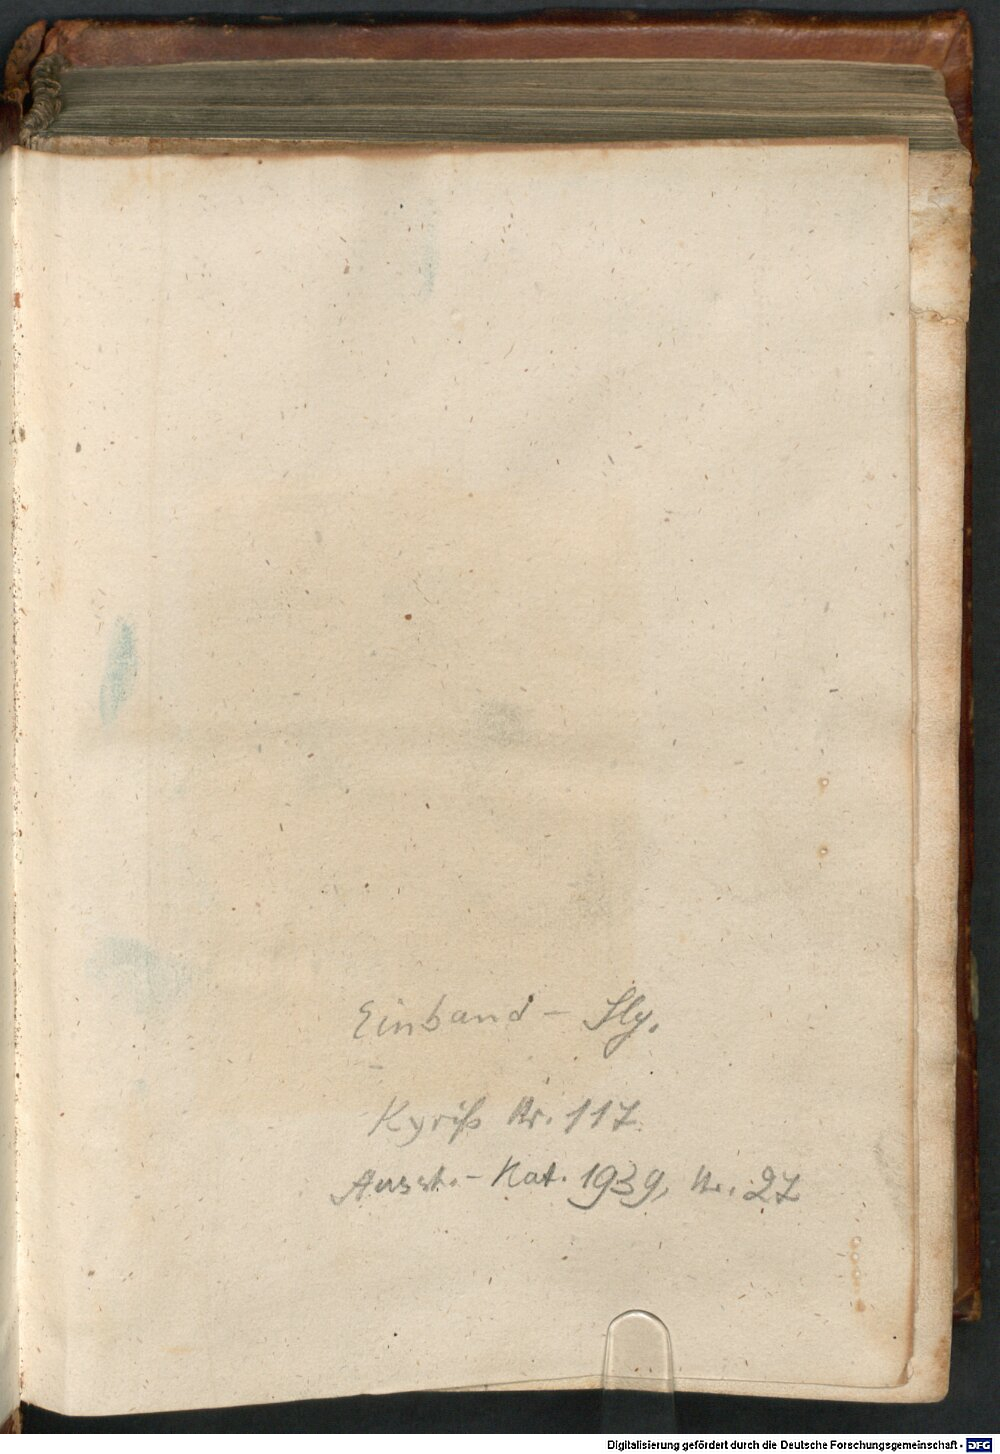 Einband - Slg.
Kyriß Nr. 117
Ausst.-Kat. 1939, Nr. 27
Digitalisierung gefördert durch die Deutsche Forschungsgemeinschaft - DFG